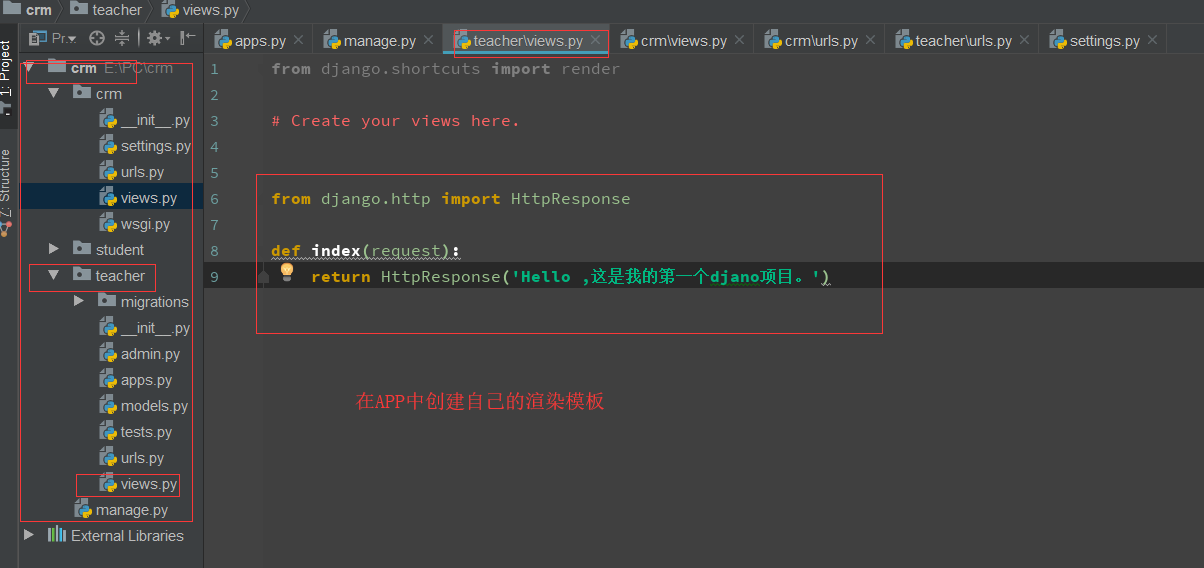 crm teacher views.py
Pr..
apps.py manage.py teacher\views.py crm\views.py crm\urls.py teacher\urls.py settings.py
1: Project
Z: Structure
crm E:\PC\crm
crm
__init__.py
settings.py
urls.py
views.py
wsgi.py
student
teacher
migrations
__init__.py
admin.py
apps.py
models.py
tests.py
urls.py
views.py
manage.py
External Libraries
1 from django.shortcuts import render
2
3 # Create your views here.
4
5
6 from django.http import HttpResponse
7
8 def index(request):
9 return HttpResponse('Hello ,这是我的第一个djano项目。')
在APP中创建自己的渲染模板